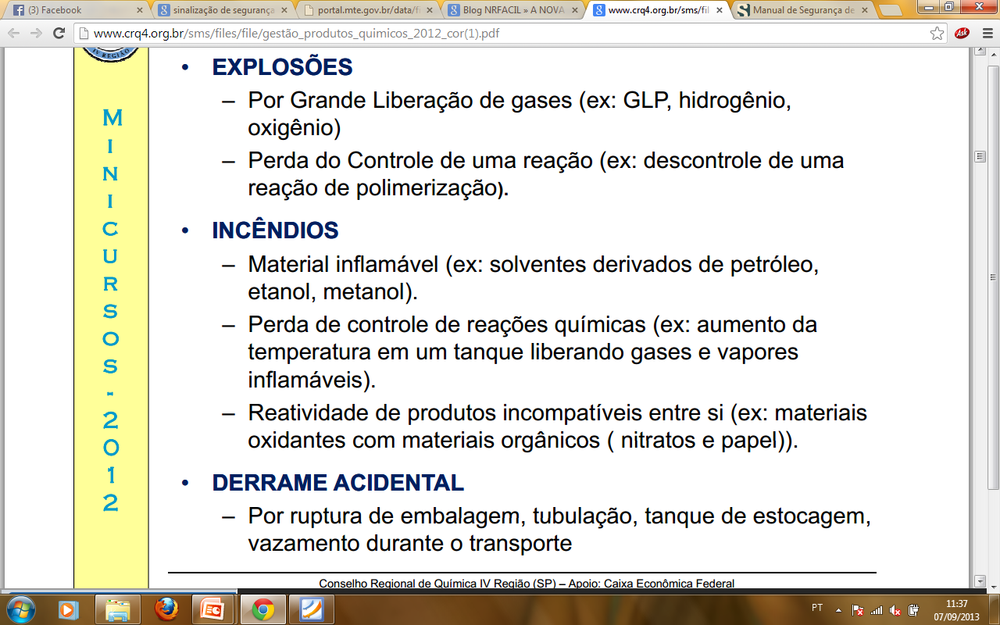 (3) Facebook
sinalização de segurança
portal.mte.gov.br/data/fi
Blog NRFACIL » A NOVA
www.crq4.org.br/sms/fil
Manual de Segurança de
www.crq4.org.br/sms/files/file/gestão_produtos_quimicos_2012_cor(1).pdf
Ask
IV REGIÃO
M
I
N
I
C
U
R
S
O
S
-
2
0
1
2
• EXPLOSÕES
– Por Grande Liberação de gases (ex: GLP, hidrogênio,
oxigênio)
– Perda do Controle de uma reação (ex: descontrole de uma
reação de polimerização).
• INCÊNDIOS
– Material inflamável (ex: solventes derivados de petróleo,
etanol, metanol).
– Perda de controle de reações químicas (ex: aumento da
temperatura em um tanque liberando gases e vapores
inflamáveis).
– Reatividade de produtos incompatíveis entre si (ex: materiais
oxidantes com materiais orgânicos ( nitratos e papel)).
• DERRAME ACIDENTAL
– Por ruptura de embalagem, tubulação, tanque de estocagem,
vazamento durante o transporte
Conselho Regional de Química IV Região (SP) – Apoio: Caixa Econômica Federal
PT
11:37
07/09/2013